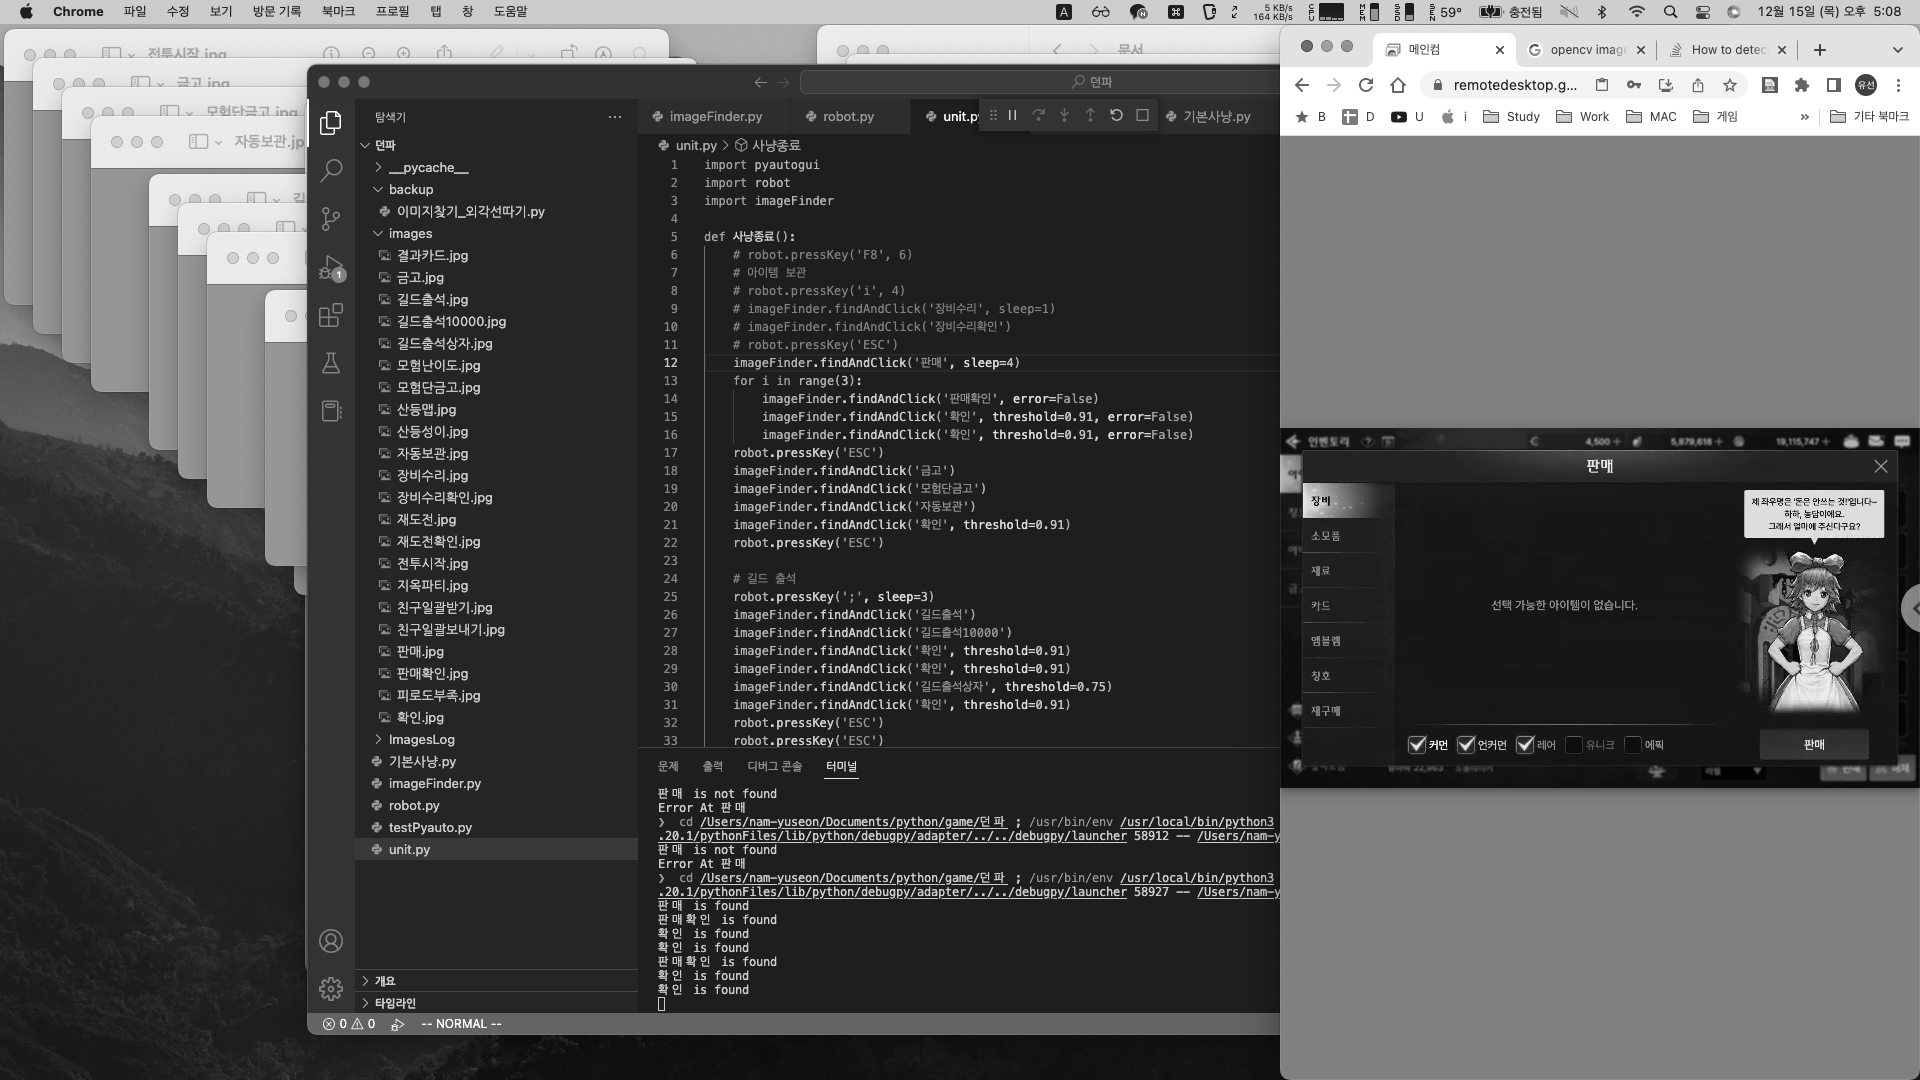 Chrome 파일 수정 보기 방문 기록 북마크 프로필 탭 창 도움말
A 5 KB/s 164 KB/s 59° 충전됨 12월 15일 (목) 오후 5:08
전투시작.jpg
금고.jpg
모험단금고.jpg
자동보관.jp
길
문서
던파
탐색기
던파
__pycache__
backup
이미지찾기_외각선따기.py
images
결과카드.jpg
금고.jpg
길드출석.jpg
길드출석10000.jpg
길드출석상자.jpg
모험난이도.jpg
모험단금고.jpg
산등맵.jpg
산등성이.jpg
자동보관.jpg
장비수리.jpg
장비수리확인.jpg
재도전.jpg
재도전확인.jpg
전투시작.jpg
지옥파티.jpg
친구일괄받기.jpg
친구일괄보내기.jpg
판매.jpg
판매확인.jpg
피로도부족.jpg
확인.jpg
ImagesLog
기본사냥.py
imageFinder.py
robot.py
testPyauto.py
unit.py
개요
타임라인
1
imageFinder.py robot.py unit.py 기본사냥.py
unit.py > 사냥종료
1 import pyautogui
2 import robot
3 import imageFinder
4
5 def 사냥종료():
6 # robot.pressKey('F8', 6)
7 # 아이템 보관
8 # robot.pressKey('i', 4)
9 # imageFinder.findAndClick('장비수리', sleep=1)
10 # imageFinder.findAndClick('장비수리확인')
11 # robot.pressKey('ESC')
12 imageFinder.findAndClick('판매', sleep=4)
13 for i in range(3):
14 imageFinder.findAndClick('판매확인', error=False)
15 imageFinder.findAndClick('확인', threshold=0.91, error=False)
16 imageFinder.findAndClick('확인', threshold=0.91, error=False)
17 robot.pressKey('ESC')
18 imageFinder.findAndClick('금고')
19 imageFinder.findAndClick('모험단금고')
20 imageFinder.findAndClick('자동보관')
21 imageFinder.findAndClick('확인', threshold=0.91)
22 robot.pressKey('ESC')
23
24 # 길드 출석
25 robot.pressKey(';', sleep=3)
26 imageFinder.findAndClick('길드출석')
27 imageFinder.findAndClick('길드출석10000')
28 imageFinder.findAndClick('확인', threshold=0.91)
29 imageFinder.findAndClick('확인', threshold=0.91)
30 imageFinder.findAndClick('길드출석상자', threshold=0.75)
31 imageFinder.findAndClick('확인', threshold=0.91)
32 robot.pressKey('ESC')
33 robot.pressKey('ESC')
문제 출력 디버그 콘솔 터미널
판매 is not found
Error At 판매
❯ cd /Users/nam-yuseon/Documents/python/game/던파 ; /usr/bin/env /usr/local/bin/python3
.20.1/pythonFiles/lib/python/debugpy/adapter/../../debugpy/launcher 58912 -- /Users/nam-y
판매 is not found
Error At 판매
❯ cd /Users/nam-yuseon/Documents/python/game/던파 ; /usr/bin/env /usr/local/bin/python3
.20.1/pythonFiles/lib/python/debugpy/adapter/../../debugpy/launcher 58927 -- /Users/nam-y
판매 is found
판매확인 is found
확인 is found
확인 is found
판매확인 is found
확인 is found
확인 is found
0 0 -- NORMAL --
메인컴 opencv imag How to detec
remotedesktop.g... 유선
B D U i Study Work MAC 게임 » 기타 북마크
인벤토리 4,500 + 5,879,618 + 19,115,747 +
판매
장비
소모품
재료
카드
엠블렘
칭호
재구매
제 좌우명은 '돈은 안쓰는 것!'입니다~
하하, 농담이에요.
그래서 얼마에 주신다구요?
선택 가능한 아이템이 없습니다.
커먼 언커먼 레어 유니크 에픽
판매